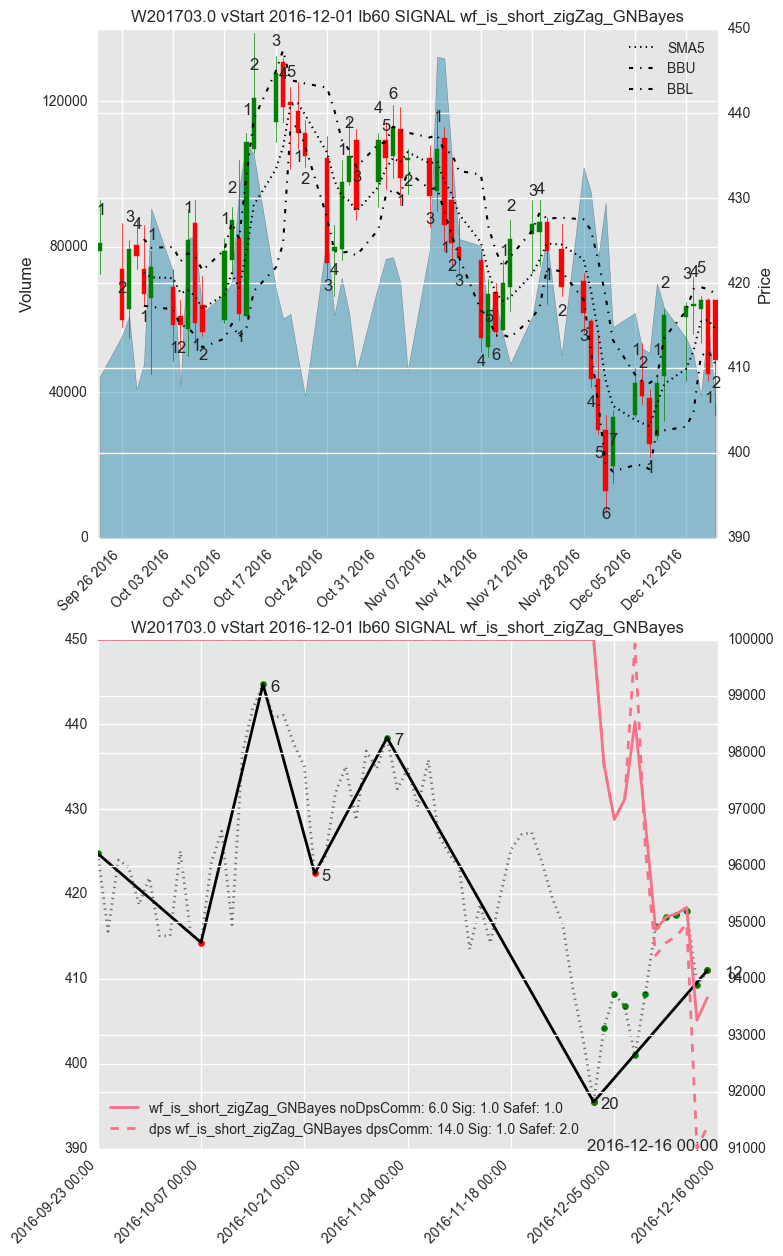 W201703.0 vStart 2016-12-01 lb60 SIGNAL wf_is_short_zigZag_GNBayes
SMA5
BBU
BBL
Volume
120000
80000
40000
0
Price
450
440
430
420
410
400
390
Sep 26 2016
Oct 03 2016
Oct 10 2016
Oct 17 2016
Oct 24 2016
Oct 31 2016
Nov 07 2016
Nov 14 2016
Nov 21 2016
Nov 28 2016
Dec 05 2016
Dec 12 2016
W201703.0 vStart 2016-12-01 lb60 SIGNAL wf_is_short_zigZag_GNBayes
450
440
430
420
410
400
390
100000
99000
98000
97000
96000
95000
94000
93000
92000
91000
6
5
7
20
12
wf_is_short_zigZag_GNBayes noDpsComm: 6.0 Sig: 1.0 Safef: 1.0
dps wf_is_short_zigZag_GNBayes dpsComm: 14.0 Sig: 1.0 Safef: 2.0
2016-12-16 00:00
2016-09-23 00:00
2016-10-07 00:00
2016-10-21 00:00
2016-11-04 00:00
2016-11-18 00:00
2016-12-05 00:00
2016-12-16 00:00